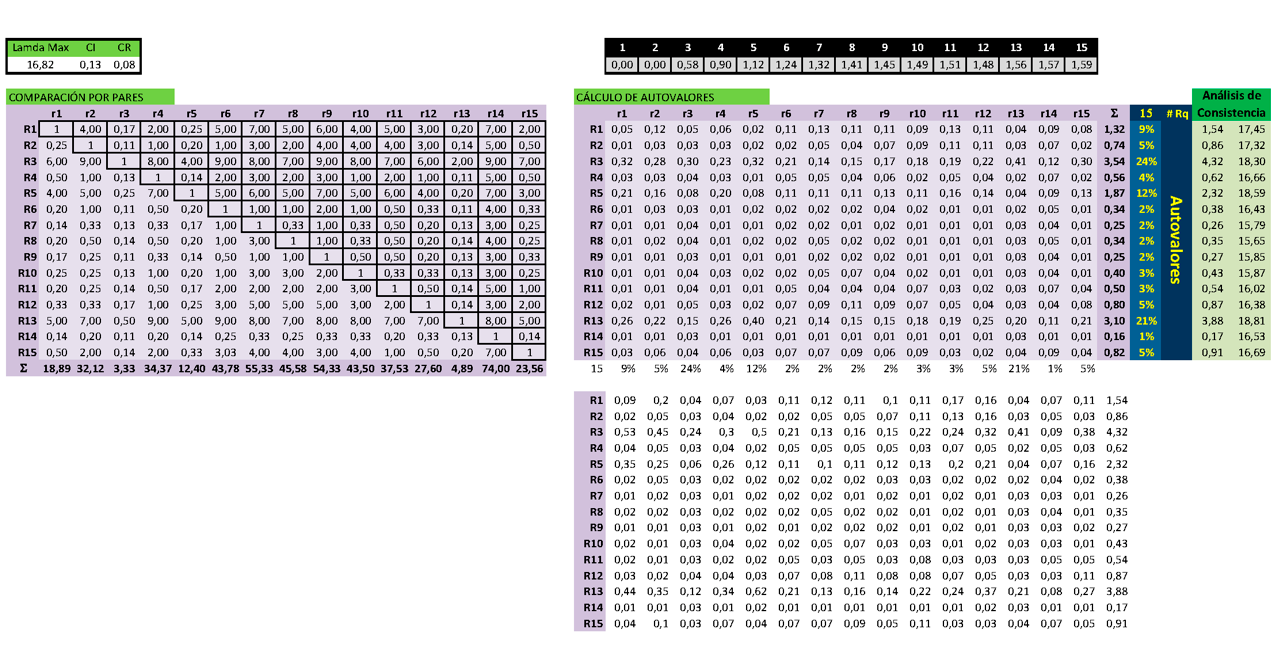 Lamda Max CI CR
16,82 0,13 0,08
COMPARACIÓN POR PARES
r1 r2 r3 r4 r5 r6 r7 r8 r9 r10 r11 r12 r13 r14 r15
R1 1 4,00 0,17 2,00 0,25 5,00 7,00 5,00 6,00 4,00 5,00 3,00 0,20 7,00 2,00
R2 0,25 1 0,11 1,00 0,20 1,00 3,00 2,00 4,00 4,00 4,00 3,00 0,14 5,00 0,50
R3 6,00 9,00 1 8,00 4,00 9,00 8,00 7,00 9,00 8,00 7,00 6,00 2,00 9,00 7,00
R4 0,50 1,00 0,13 1 0,14 2,00 3,00 2,00 3,00 1,00 2,00 1,00 0,11 5,00 0,50
R5 4,00 5,00 0,25 7,00 1 5,00 6,00 5,00 7,00 5,00 6,00 4,00 0,20 7,00 3,00
R6 0,20 1,00 0,11 0,50 0,20 1 1,00 1,00 2,00 1,00 0,50 0,33 0,11 4,00 0,33
R7 0,14 0,33 0,13 0,33 0,17 1,00 1 0,33 1,00 0,33 0,50 0,20 0,13 3,00 0,25
R8 0,20 0,50 0,14 0,50 0,20 1,00 3,00 1 1,00 0,33 0,50 0,20 0,14 4,00 0,25
R9 0,17 0,25 0,11 0,33 0,14 0,50 1,00 1,00 1 0,50 0,50 0,20 0,13 3,00 0,33
R10 0,25 0,25 0,13 1,00 0,20 1,00 3,00 3,00 2,00 1 0,33 0,33 0,13 3,00 0,25
R11 0,20 0,25 0,14 0,50 0,17 2,00 2,00 2,00 2,00 3,00 1 0,50 0,14 5,00 1,00
R12 0,33 0,33 0,17 1,00 0,25 3,00 5,00 5,00 5,00 3,00 2,00 1 0,14 3,00 2,00
R13 5,00 7,00 0,50 9,00 5,00 9,00 8,00 7,00 8,00 8,00 7,00 7,00 1 8,00 5,00
R14 0,14 0,20 0,11 0,20 0,14 0,25 0,33 0,25 0,33 0,33 0,20 0,33 0,13 1 0,14
R15 0,50 2,00 0,14 2,00 0,33 3,03 4,00 4,00 3,00 4,00 1,00 0,50 0,20 7,00 1
Σ 18,89 32,12 3,33 34,37 12,40 43,78 55,33 45,58 54,33 43,50 37,53 27,60 4,89 74,00 23,56
1 2 3 4 5 6 7 8 9 10 11 12 13 14 15
0,00 0,00 0,58 0,90 1,12 1,24 1,32 1,41 1,45 1,49 1,51 1,48 1,56 1,57 1,59
CÁLCULO DE AUTOVALORES
Análisis de
r1 r2 r3 r4 r5 r6 r7 r8 r9 r10 r11 r12 r13 r14 r15 Σ 15 # Rq Consistencia
R1 0,05 0,12 0,05 0,06 0,02 0,11 0,13 0,11 0,11 0,09 0,13 0,11 0,04 0,09 0,08 1,32 9% 1,54 17,45
R2 0,01 0,03 0,03 0,03 0,02 0,02 0,05 0,04 0,07 0,09 0,11 0,11 0,03 0,07 0,02 0,74 5% 0,86 17,32
R3 0,32 0,28 0,30 0,23 0,32 0,21 0,14 0,15 0,17 0,18 0,19 0,22 0,41 0,12 0,30 3,54 24% 4,32 18,30
R4 0,03 0,03 0,04 0,03 0,01 0,05 0,05 0,04 0,06 0,02 0,05 0,04 0,02 0,07 0,02 0,56 4% 0,62 16,66
R5 0,21 0,16 0,08 0,20 0,08 0,11 0,11 0,11 0,13 0,11 0,16 0,14 0,04 0,09 0,13 1,87 12% 2,32 18,59
R6 0,01 0,03 0,03 0,01 0,02 0,02 0,02 0,02 0,04 0,02 0,01 0,01 0,02 0,05 0,01 0,34 2% 0,38 16,43
R7 0,01 0,01 0,04 0,01 0,01 0,02 0,02 0,01 0,02 0,01 0,01 0,01 0,03 0,04 0,01 0,25 2% 0,26 15,79
R8 0,01 0,02 0,04 0,01 0,02 0,02 0,05 0,02 0,02 0,01 0,01 0,01 0,03 0,05 0,01 0,34 2% 0,35 15,65
R9 0,01 0,01 0,03 0,01 0,01 0,01 0,02 0,02 0,02 0,01 0,01 0,01 0,03 0,04 0,01 0,25 2% 0,27 15,85
R10 0,01 0,01 0,04 0,03 0,02 0,02 0,05 0,07 0,04 0,02 0,01 0,01 0,03 0,04 0,01 0,40 3% 0,43 15,87
R11 0,01 0,01 0,04 0,01 0,01 0,05 0,04 0,04 0,04 0,07 0,03 0,02 0,03 0,07 0,04 0,50 3% 0,54 16,02
R12 0,02 0,01 0,05 0,03 0,02 0,07 0,09 0,11 0,09 0,07 0,05 0,04 0,03 0,04 0,08 0,80 5% 0,87 16,38
R13 0,26 0,22 0,15 0,26 0,40 0,21 0,14 0,15 0,15 0,18 0,19 0,25 0,20 0,11 0,21 3,10 21% 3,88 18,81
R14 0,01 0,01 0,03 0,01 0,01 0,01 0,01 0,01 0,01 0,01 0,01 0,01 0,03 0,01 0,01 0,16 1% 0,17 16,53
R15 0,03 0,06 0,04 0,06 0,03 0,07 0,07 0,09 0,06 0,09 0,03 0,02 0,04 0,09 0,04 0,82 5% 0,91 16,69
Autovalores
15 9% 5% 24% 4% 12% 2% 2% 2% 2% 3% 3% 5% 21% 1% 5%
R1 0,09 0,2 0,04 0,07 0,03 0,11 0,12 0,11 0,1 0,11 0,17 0,16 0,04 0,07 0,11 1,54
R2 0,02 0,05 0,03 0,04 0,02 0,02 0,05 0,05 0,07 0,11 0,13 0,16 0,03 0,05 0,03 0,86
R3 0,53 0,45 0,24 0,3 0,5 0,21 0,13 0,16 0,15 0,22 0,24 0,32 0,41 0,09 0,38 4,32
R4 0,04 0,05 0,03 0,04 0,02 0,05 0,05 0,05 0,05 0,03 0,07 0,05 0,02 0,05 0,03 0,62
R5 0,35 0,25 0,06 0,26 0,12 0,11 0,1 0,11 0,12 0,13 0,2 0,21 0,04 0,07 0,16 2,32
R6 0,02 0,05 0,03 0,02 0,02 0,02 0,02 0,02 0,03 0,03 0,02 0,02 0,02 0,04 0,02 0,38
R7 0,01 0,02 0,03 0,01 0,02 0,02 0,02 0,01 0,02 0,01 0,02 0,01 0,03 0,03 0,01 0,26
R8 0,02 0,02 0,03 0,02 0,02 0,02 0,05 0,02 0,02 0,01 0,02 0,01 0,03 0,04 0,01 0,35
R9 0,01 0,01 0,03 0,01 0,02 0,01 0,02 0,02 0,02 0,01 0,02 0,01 0,03 0,03 0,02 0,27
R10 0,02 0,01 0,03 0,04 0,02 0,02 0,05 0,07 0,03 0,03 0,01 0,02 0,03 0,03 0,01 0,43
R11 0,02 0,01 0,03 0,02 0,02 0,05 0,03 0,05 0,03 0,08 0,03 0,03 0,03 0,05 0,05 0,54
R12 0,03 0,02 0,04 0,04 0,03 0,07 0,08 0,11 0,08 0,08 0,07 0,05 0,03 0,03 0,11 0,87
R13 0,44 0,35 0,12 0,34 0,62 0,21 0,13 0,16 0,14 0,22 0,24 0,37 0,21 0,08 0,27 3,88
R14 0,01 0,01 0,03 0,01 0,02 0,01 0,01 0,01 0,01 0,01 0,01 0,02 0,03 0,01 0,01 0,17
R15 0,04 0,1 0,03 0,07 0,04 0,07 0,07 0,09 0,05 0,11 0,03 0,03 0,04 0,07 0,05 0,91